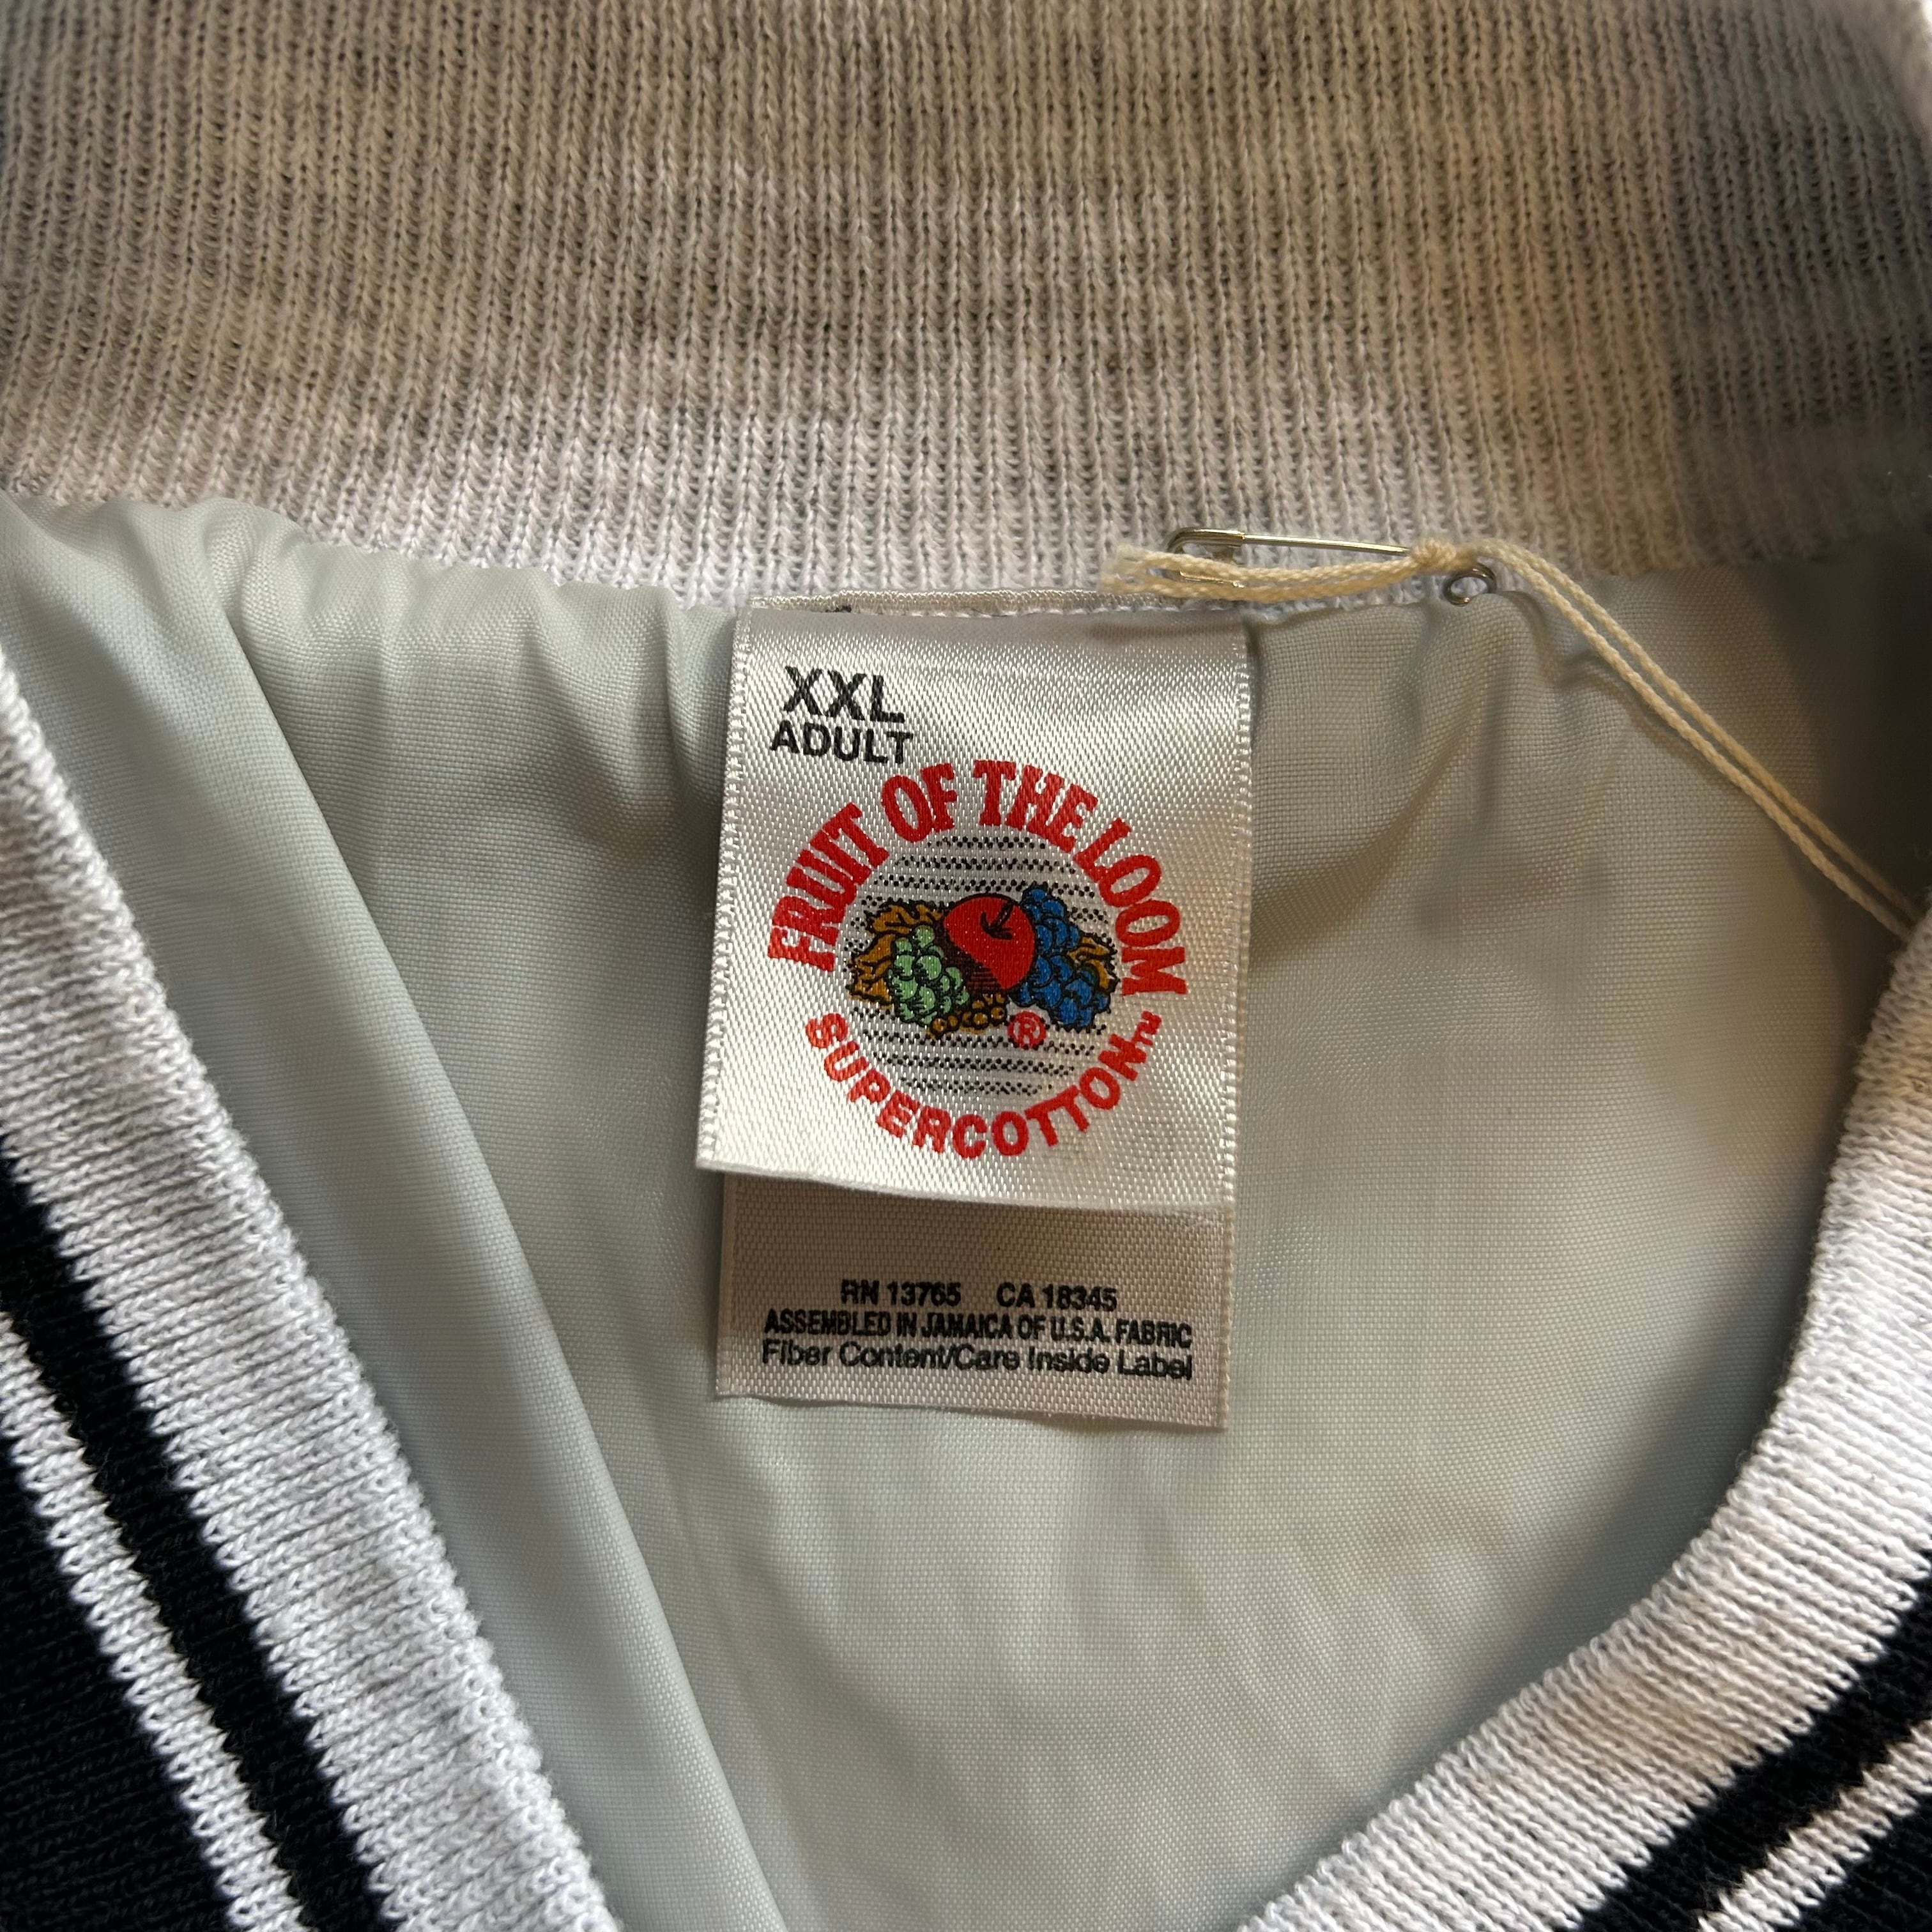 XXL
ADULT
FRUIT OF THE LOOM
®
SUPERCOTTON™
RN 13765 CA 18345
ASSEMBLED IN JAMAICA OF U.S.A. FABRIC
Fiber Content/Care Inside Label